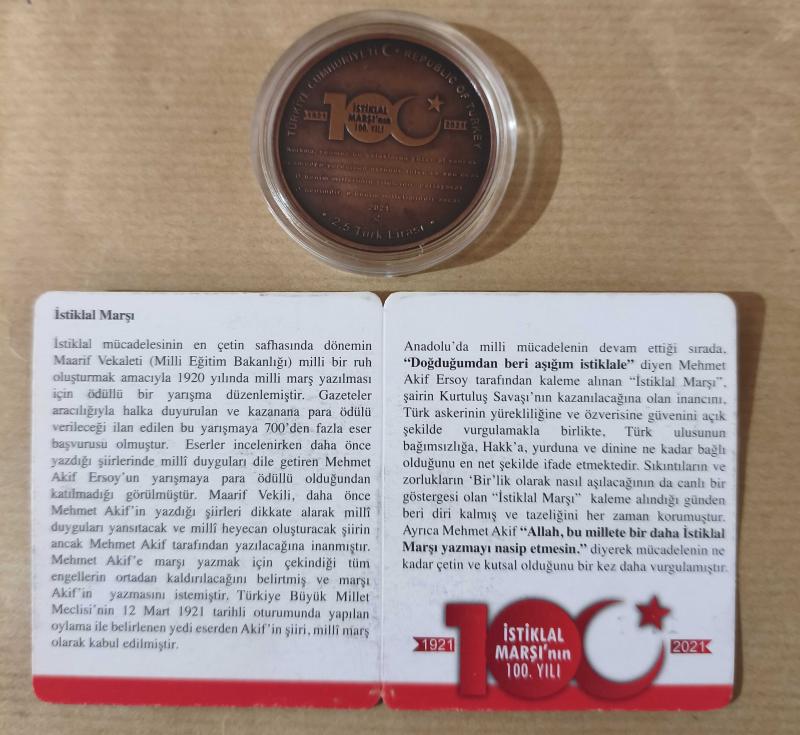 TÜRKİYE CUMHURİYETİ REPUBLIC OF TURKEY
100
İSTİKLAL
MARŞI'nın
100. YILI
1921
2021
2021
2,5 Türk Lirası
İstiklal Marşı
İstiklal mücadelesinin en çetin safhasında dönemin
Maarif Vekaleti (Milli Eğitim Bakanlığı) milli bir ruh
oluşturmak amacıyla 1920 yılında milli marş yazılması
için ödüllü bir yarışma düzenlemiştir. Gazeteler
aracılığıyla halka duyurulan ve kazanana para ödülü
verileceği ilan edilen bu yarışmaya 700'den fazla eser
başvurusu olmuştur. Eserler incelenirken daha önce
yazdığı şiirlerinde millî duyguları dile getiren Mehmet
Akif Ersoy'un yarışmaya para ödüllü olduğundan
katılmadığı görülmüştür. Maarif Vekili, daha önce
Mehmet Akif'in yazdığı şiirleri dikkate alarak millî
duyguları yansıtacak ve millî heyecan oluşturacak şiirin
ancak Mehmet Akif tarafından yazılacağına inanmıştır.
Mehmet Akif'e marşı yazmak için çekindiği tüm
engellerin ortadan kaldırılacağını belirtmiş ve marşı
Akif'in yazmasını istemiştir. Türkiye Büyük Millet
Meclisi'nin 12 Mart 1921 tarihli oturumunda yapılan
oylama ile belirlenen yedi eserden Akif'in şiiri, millî marş
olarak kabul edilmiştir.
Anadolu'da milli mücadelenin devam ettiği sırada,
"Doğduğumdan beri aşığım istiklale" diyen Mehmet
Akif Ersoy tarafından kaleme alınan "İstiklal Marşı",
şairin Kurtuluş Savaşı'nın kazanılacağına olan inancını,
Türk askerinin yürekliliğine ve özverisine güvenini açık
şekilde vurgulamakla birlikte, Türk ulusunun
bağımsızlığa, Hakk'a, yurduna ve dinine ne kadar bağlı
olduğunu en net şekilde ifade etmektedir. Sıkıntıların ve
zorlukların 'Bir'lik olarak nasıl aşılacağının da canlı bir
göstergesi olan "İstiklal Marşı" kaleme alındığı günden
beri diri kalmış ve tazeliğini her zaman korumuştur.
Ayrıca Mehmet Akif "Allah, bu millete bir daha İstiklal
Marşı yazmayı nasip etmesin." diyerek mücadelenin ne
kadar çetin ve kutsal olduğunu bir kez daha vurgulamıştır.
100
1921
İSTİKLAL
MARŞI'nın
100. YILI
2021